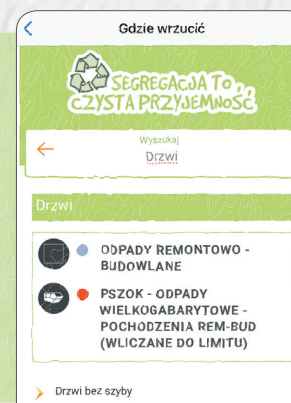 Gdzie wrzucić
SEGREGACJA TO,
CZYSTA PRZYJEMNOŚĆ
Wyszukaj
Drzwi
Drzwi
ODPADY REMONTOWO -
BUDOWLANE
PSZOK - ODPADY
WIELKOGABARYTOWE -
POCHODZENIA REM-BUD
(WLICZANE DO LIMITU)
Drzwi bez szyby